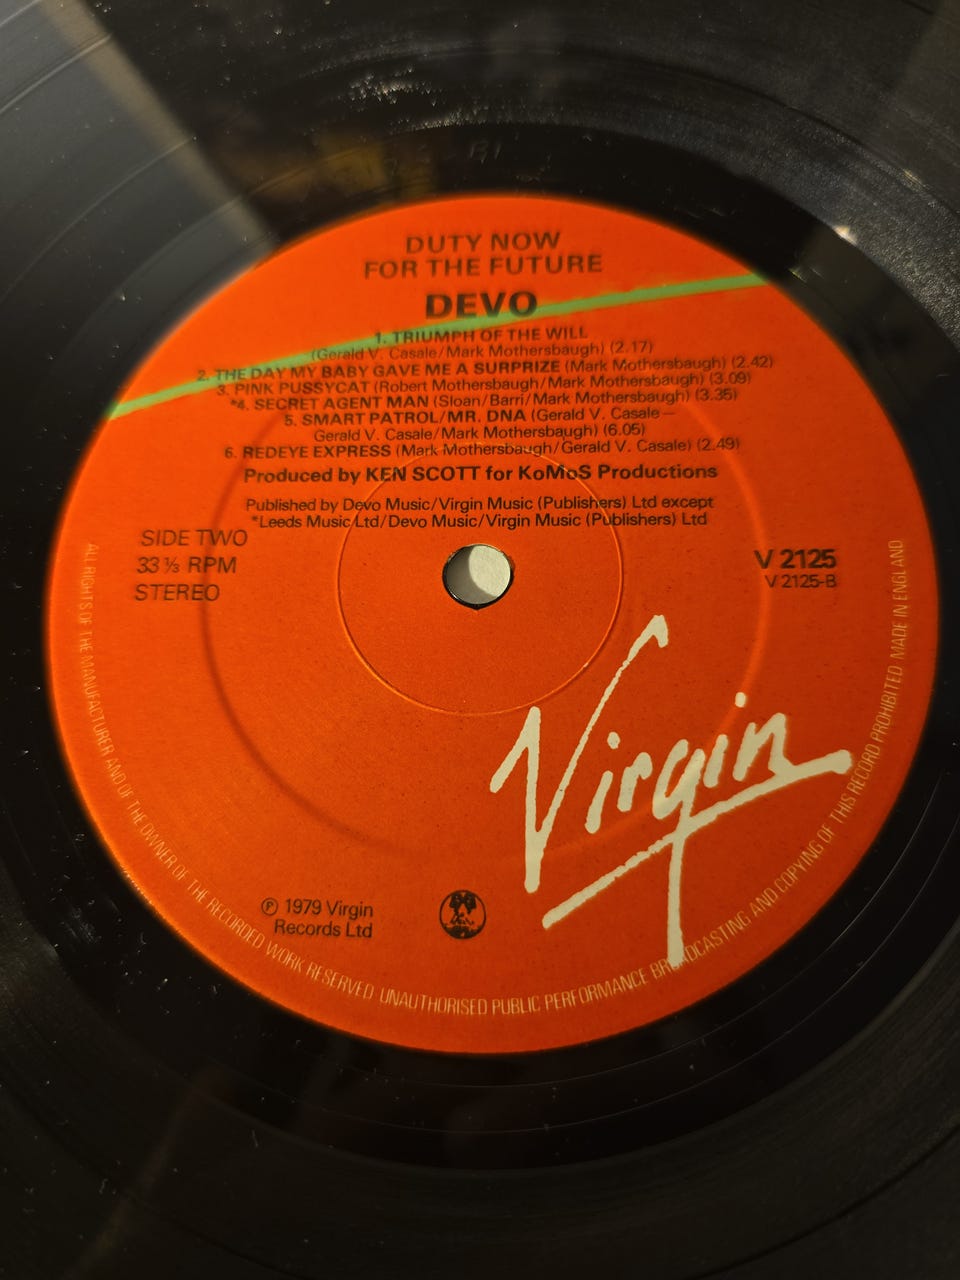 DUTY NOW
FOR THE FUTURE
DEVO
1. TRIUMPH OF THE WILL
(Gerald V. Casale/Mark Mothersbaugh) (2.17)
2. THE DAY MY BABY GAVE ME A SURPRIZE (Mark Mothersbaugh) (2.42)
3. PINK PUSSYCAT (Robert Mothersbaugh/Mark Mothersbaugh) (3.09)
*4. SECRET AGENT MAN (Sloan/Barri/Mark Mothersbaugh) (3.35)
5. SMART PATROL/MR. DNA (Gerald V. Casale—
Gerald V. Casale/Mark Mothersbaugh) (6.05)
6. REDEYE EXPRESS (Mark Mothersbaugh/Gerald V. Casale) (2.49)
Produced by KEN SCOTT for KoMoS Productions
Published by Devo Music/Virgin Music (Publishers) Ltd except
*Leeds Music Ltd/Devo Music/Virgin Music (Publishers) Ltd
SIDE TWO
33⅓ RPM
STEREO
V 2125
V 2125-B
Virgin
℗ 1979 Virgin
Records Ltd
ALL RIGHTS OF THE MANUFACTURER AND OF THE OWNER OF THE RECORDED WORK RESERVED UNAUTHORISED PUBLIC PERFORMANCE BROADCASTING AND COPYING OF THIS RECORD PROHIBITED MADE IN ENGLAND